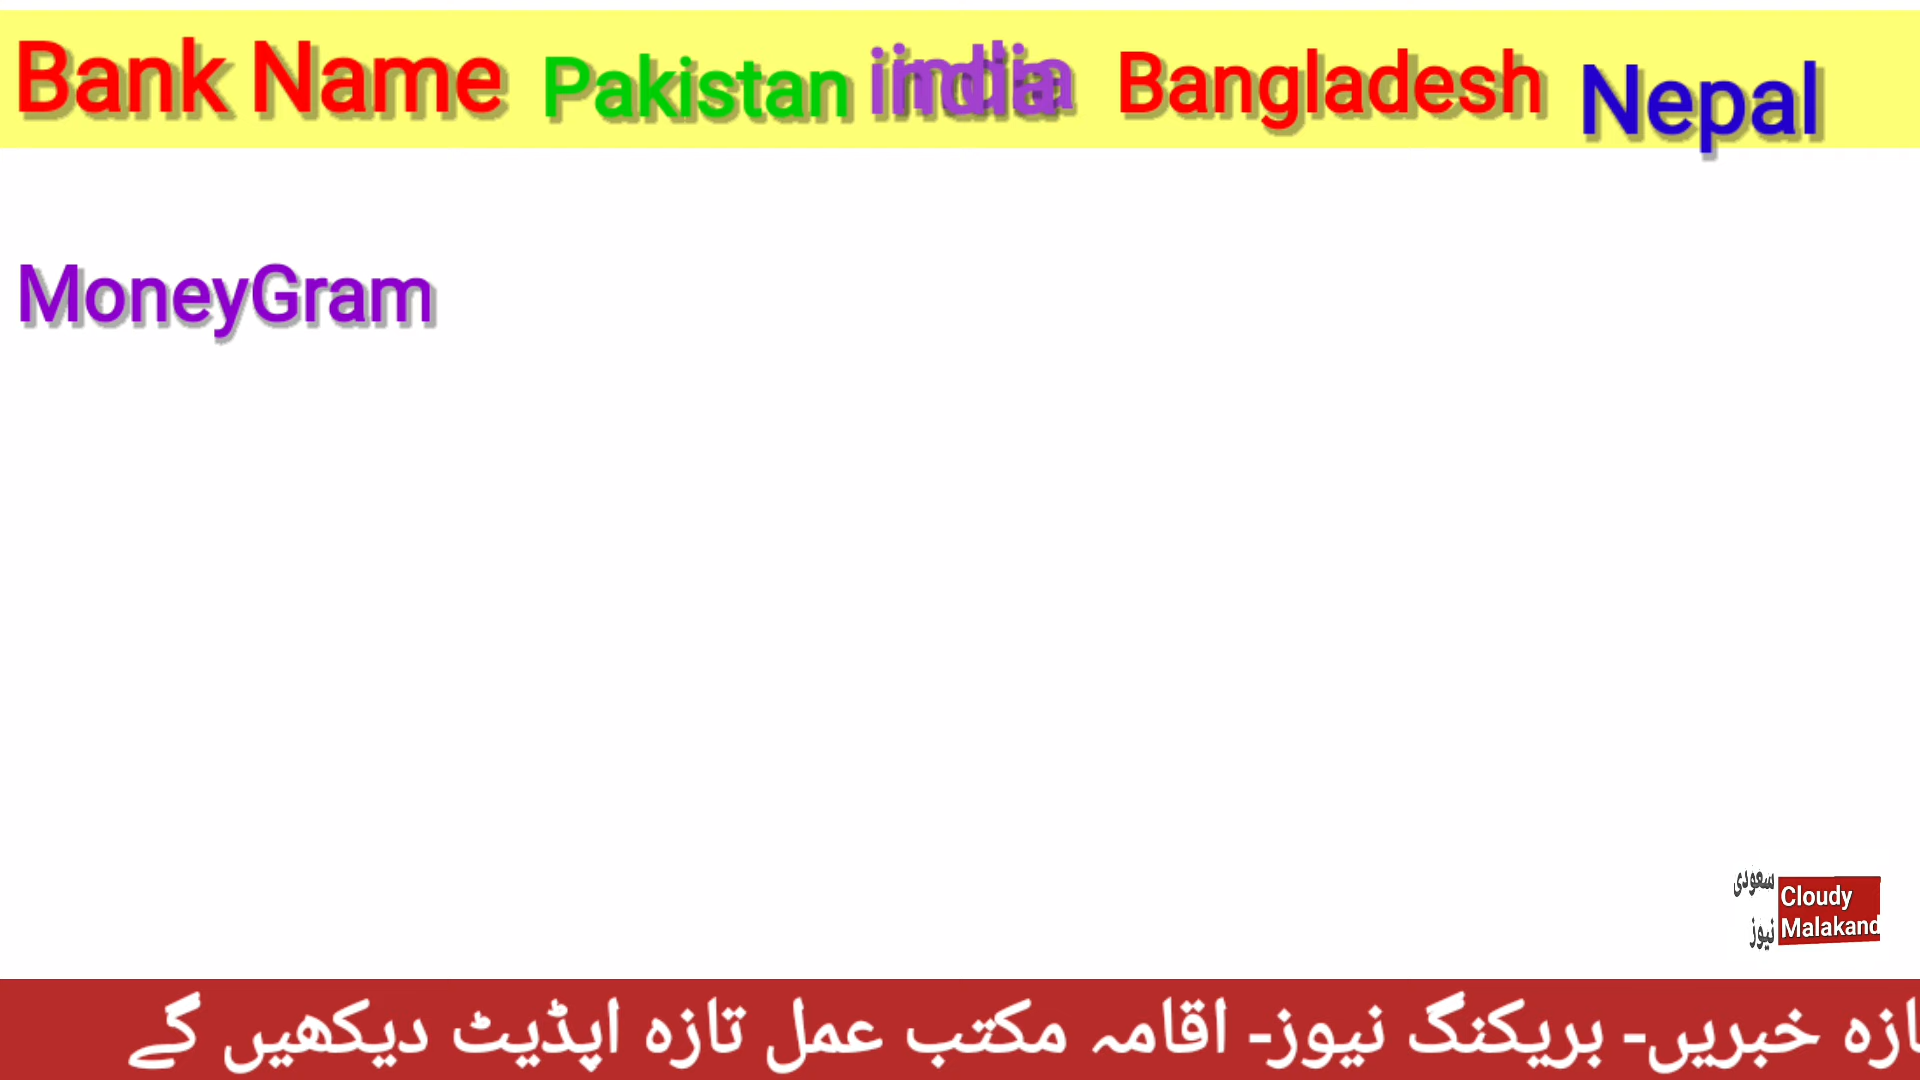 Bank Name Pakistan india Bangladesh Nepal
MoneyGram
سعودی
نیوز
Cloudy
Malakand
ازہ خبریں- بریکنگ نیوز- اقامہ مکتب عمل تازہ اپڈیٹ دیکھیں گے